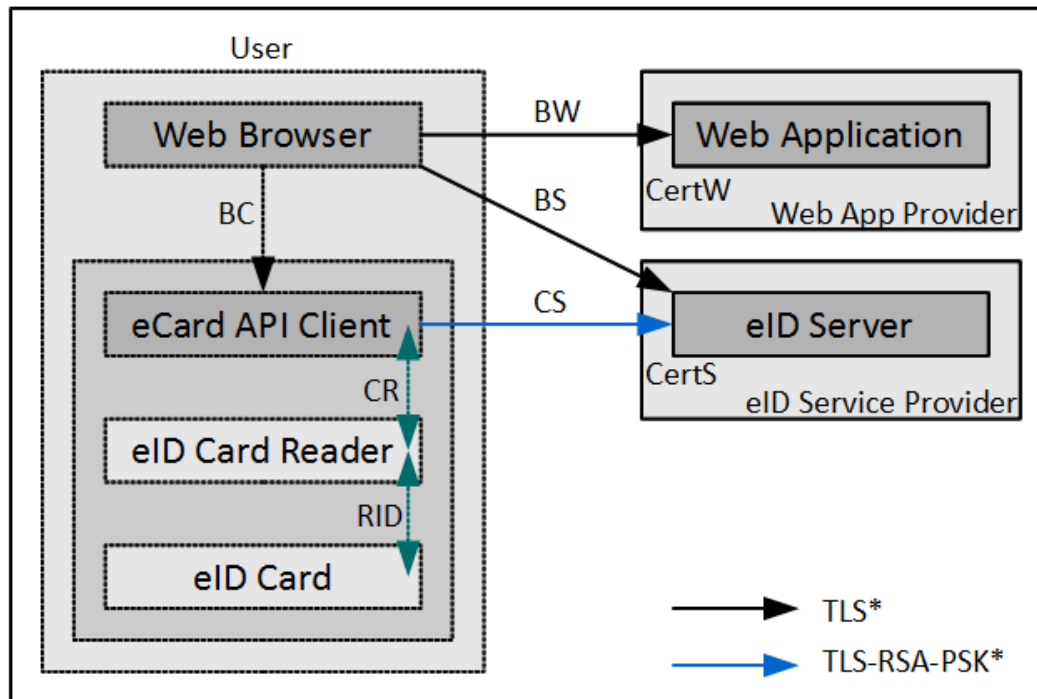 User
Web Browser
BW
Web Application
CertW
Web App Provider
BC
BS
eCard API Client
CS
eID Server
CertS
eID Service Provider
CR
eID Card Reader
RID
eID Card
TLS*
TLS-RSA-PSK*